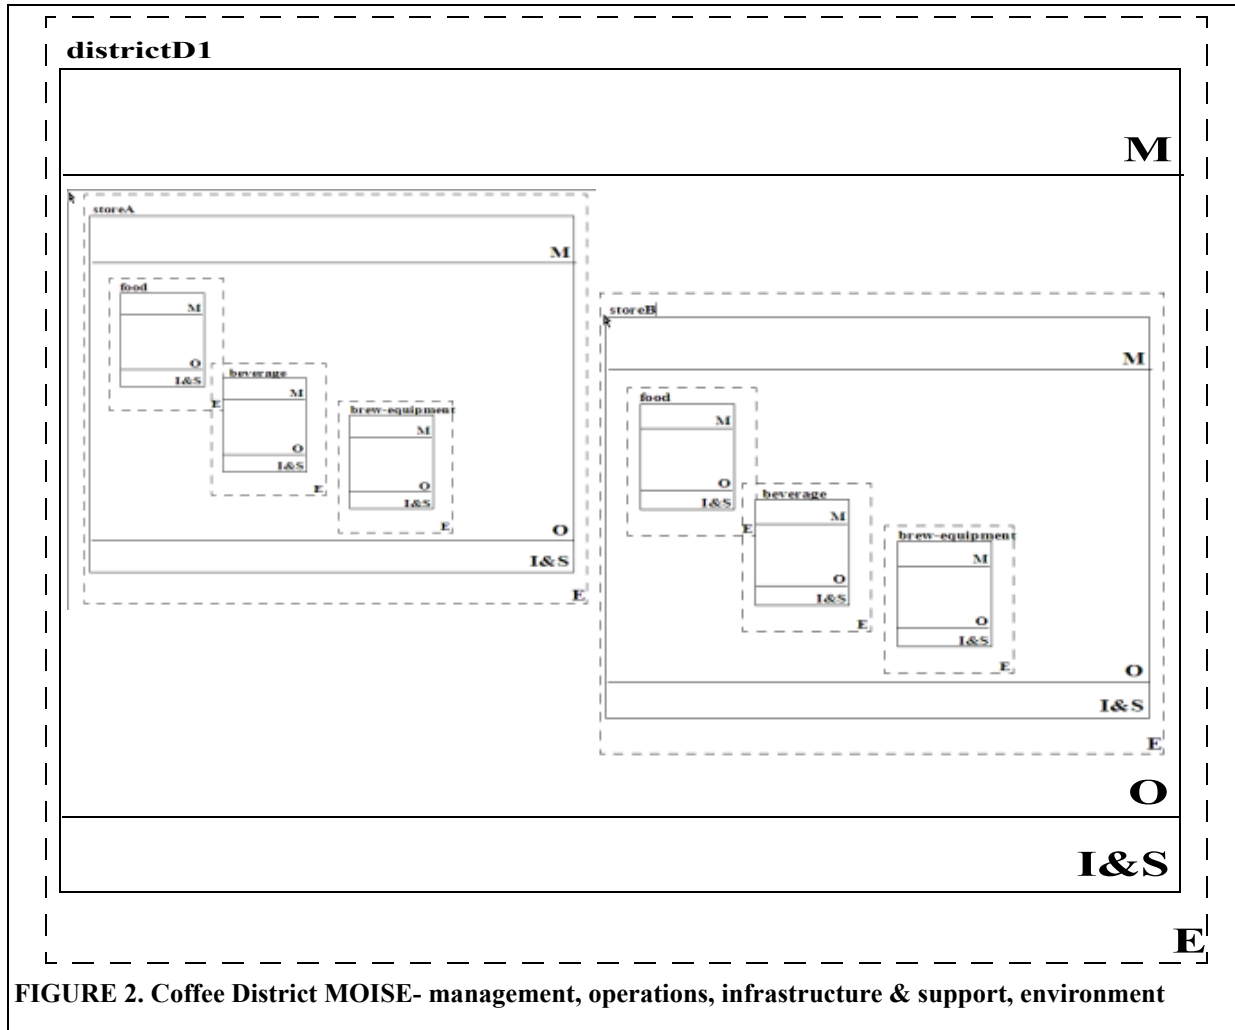 districtD1
M
storeA
M
food
M
O
I&S
E
beverage
M
O
I&S
E
brew-equipment
M
O
I&S
E
O
I&S
E
storeB
M
food
M
O
I&S
E
beverage
M
O
I&S
E
brew-equipment
M
O
I&S
E
O
I&S
E
O
I&S
E
FIGURE 2. Coffee District MOISE- management, operations, infrastructure & support, environment